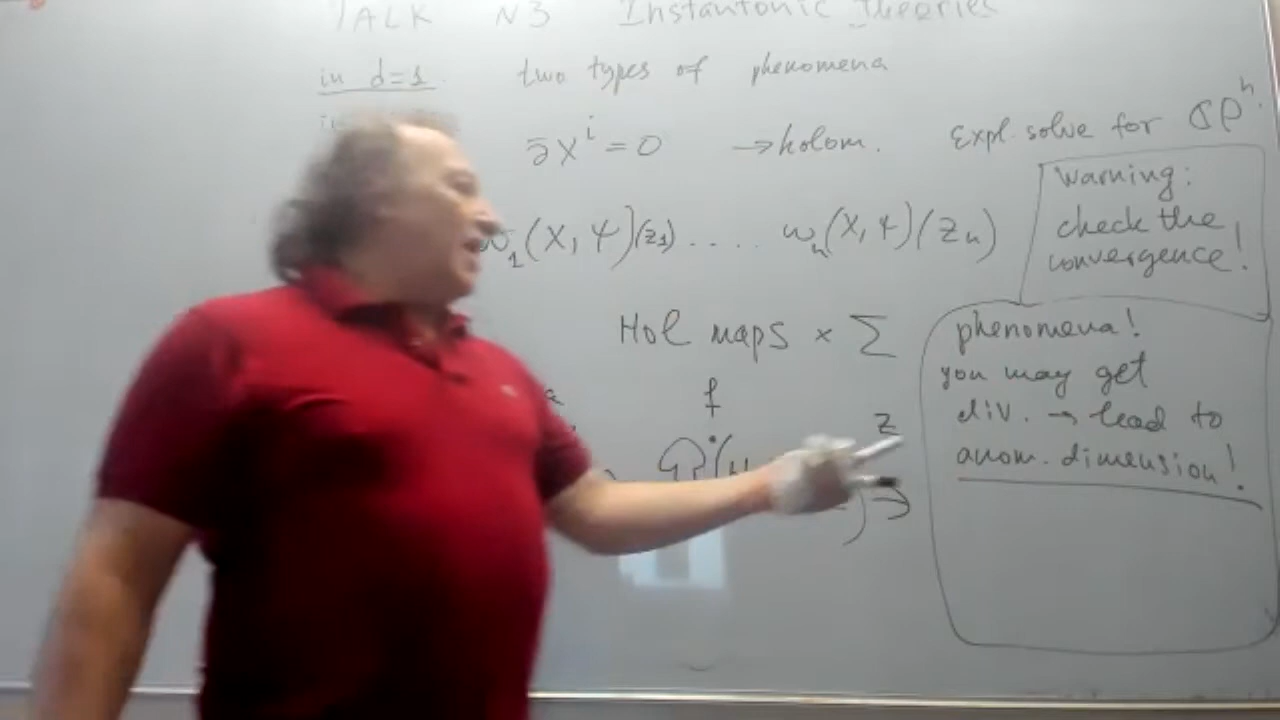 TALK N3 Instantonic Theories
in d=1 two types of phenomena
∂̄X^i = 0 → holom. Expl. solve for ℂP^n.
Warning:
check the
convergence!
ω_1(X, Ψ)(z_1) ..... ω_n(X, Ψ)(z_n)
Hol maps × Σ
phenomena!
you may get
div. → lead to
anom. dimension!
f
z